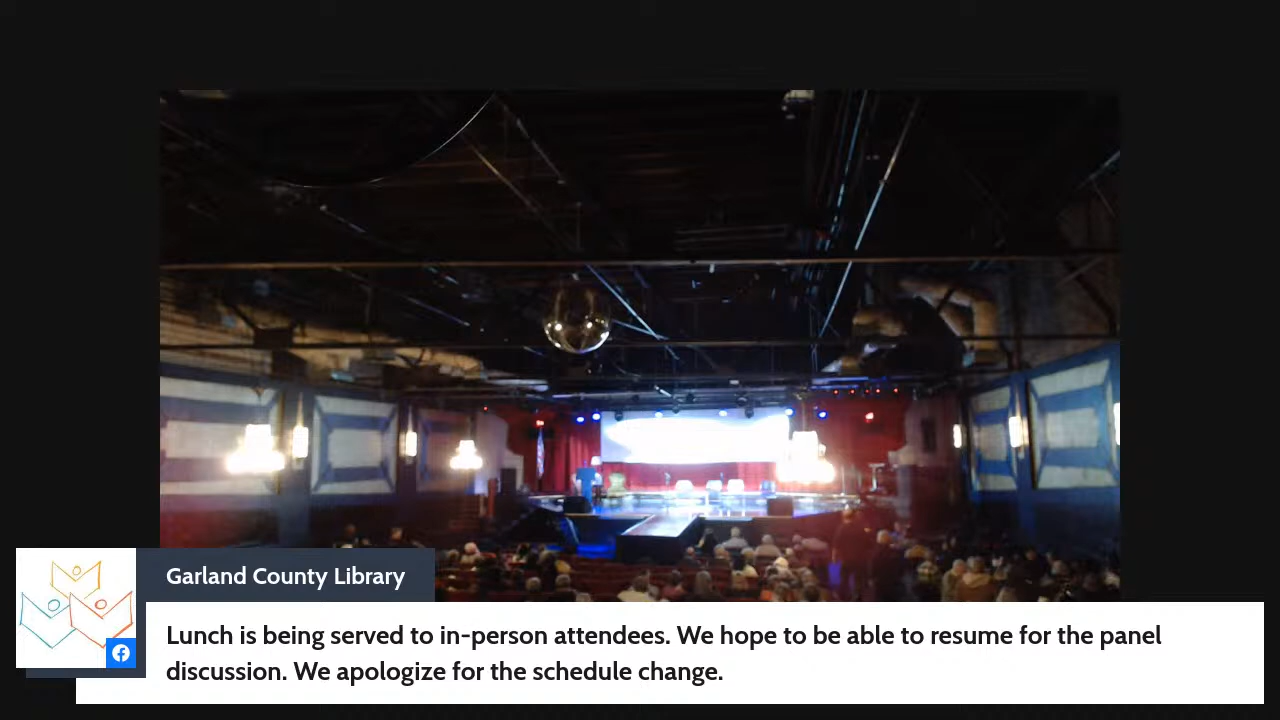 Garland County Library
Lunch is being served to in-person attendees. We hope to be able to resume for the panel
discussion. We apologize for the schedule change.